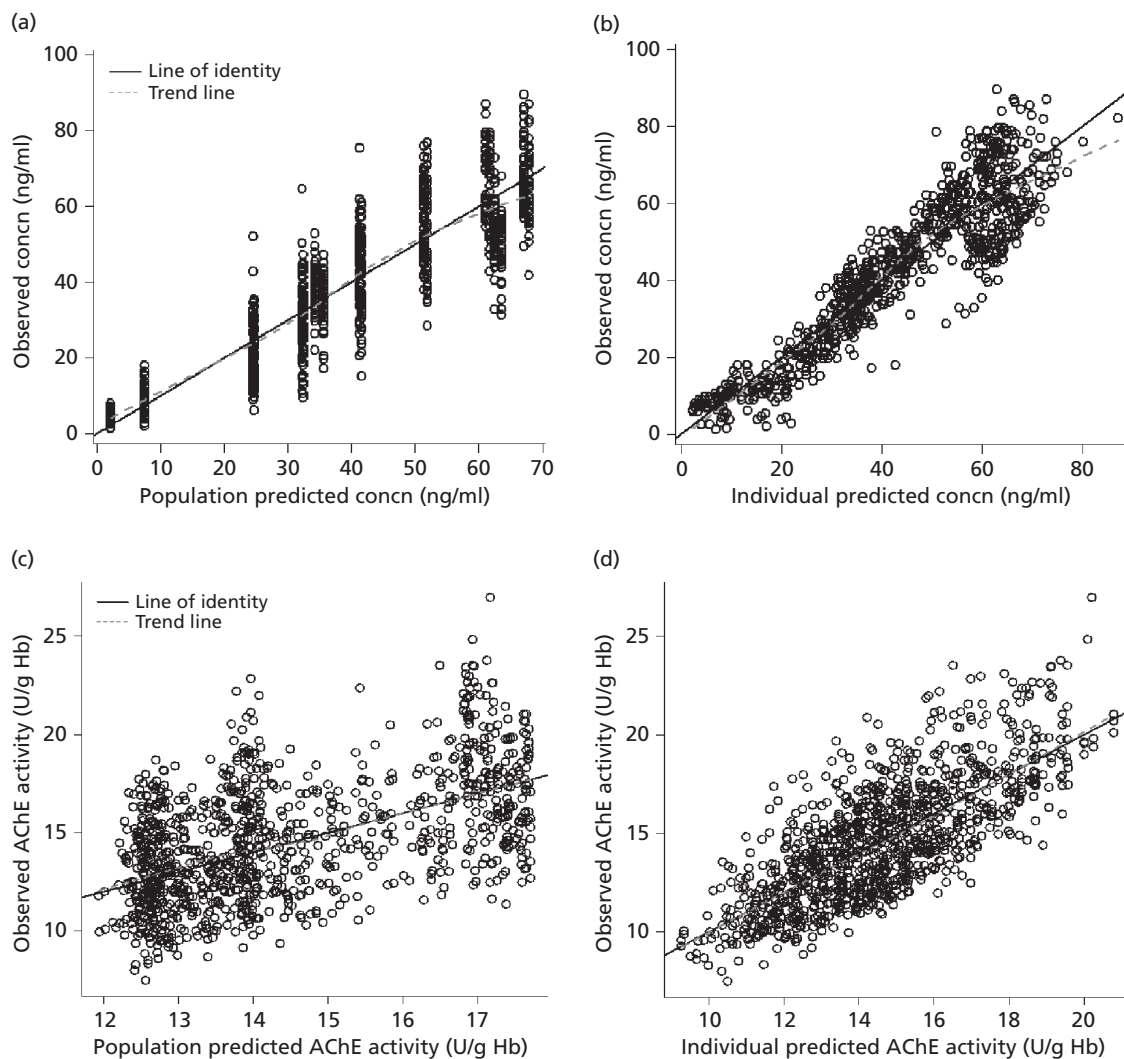 (a)
100
80
60
40
20
0
Observed concn (ng/ml)
Line of identity
Trend line
0 10 20 30 40 50 60 70
Population predicted concn (ng/ml)
(b)
100
80
60
40
20
0
Observed concn (ng/ml)
0 20 40 60 80
Individual predicted concn (ng/ml)
(c)
25
20
15
10
Observed AChE activity (U/g Hb)
Line of identity
Trend line
12 13 14 15 16 17
Population predicted AChE activity (U/g Hb)
(d)
25
20
15
10
Observed AChE activity (U/g Hb)
10 12 14 16 18 20
Individual predicted AChE activity (U/g Hb)